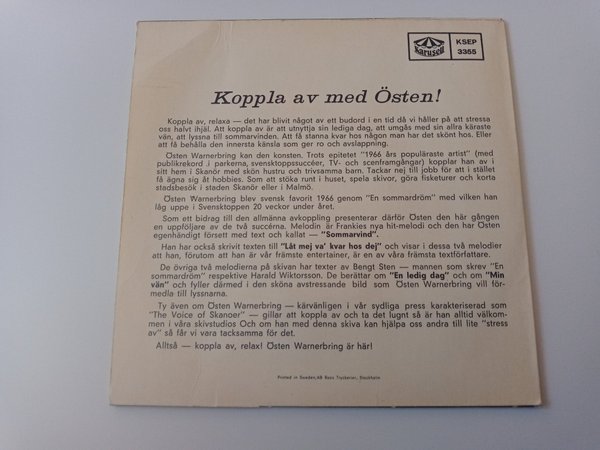 Karusell
KSEP
3355
Koppla av med Östen!
Koppla av, relaxa — det har blivit något av ett budord i en tid då vi håller på att stressa
oss halvt ihjäl. Att koppla av är att utnyttja sin lediga dag, att umgås med sin allra käraste
vän, att lyssna till sommarvinden. Att få stanna kvar hos någon man har det skönt hos. Eller
att få behålla den innersta känsla som ger ro och avslappning.
Östen Warnerbring kan den konsten. Trots epitetet "1966 års populäraste artist" (med
publikrekord i parkerna, svensktoppssuccéer, TV- och scenframgångar) kopplar han av i
sitt hem i Skanör med skön hustru och trivsamma barn. Tackar nej till jobb för att i stället
få ägna sig åt hobbies. Som att stöka runt i huset, spela skivor, göra fisketurer och korta
stadsbesök i staden Skanör eller i Malmö.
Östen Warnerbring blev svensk favorit 1966 genom "En sommardröm" med vilken han
låg uppe i Svensktoppen 20 veckor under året.
Som ett bidrag till den allmänna avkoppling presenterar därför Östen den här gången
en uppföljare av de två succérna. Melodin är Frankies nya hit-melodi och den har Östen
egenhändigt försett med text och kallat — "Sommarvind".
Han har också skrivit texten till "Låt mej va' kvar hos dej" och visar i dessa två melodier
att han, förutom att han är vår främste entertainer, är en av våra främsta textförfattare.
De övriga två melodierna på skivan har texter av Bengt Sten — mannen som skrev "En
sommardröm" respektive Harald Wiktorsson. De berättar om "En ledig dag" och om "Min
vän" och fyller därmed i den sköna avstressande bild som Östen Warnerbring vill för-
medla till lyssnarna.
Ty även om Östen Warnerbring — kärvänligen i vår sydliga press karakteriserad som
"The Voice of Skanoer" — gillar att koppla av och ta det lugnt så är han alltid välkom-
men i våra skivstudios Och om han med denna skiva kan hjälpa oss andra till lite "stress
av" så får vi vara tacksamma för det.
Alltså — koppla av, relax! Östen Warnerbring är här!
Printed in Sweden/AB Bons Tryckerier, Stockholm